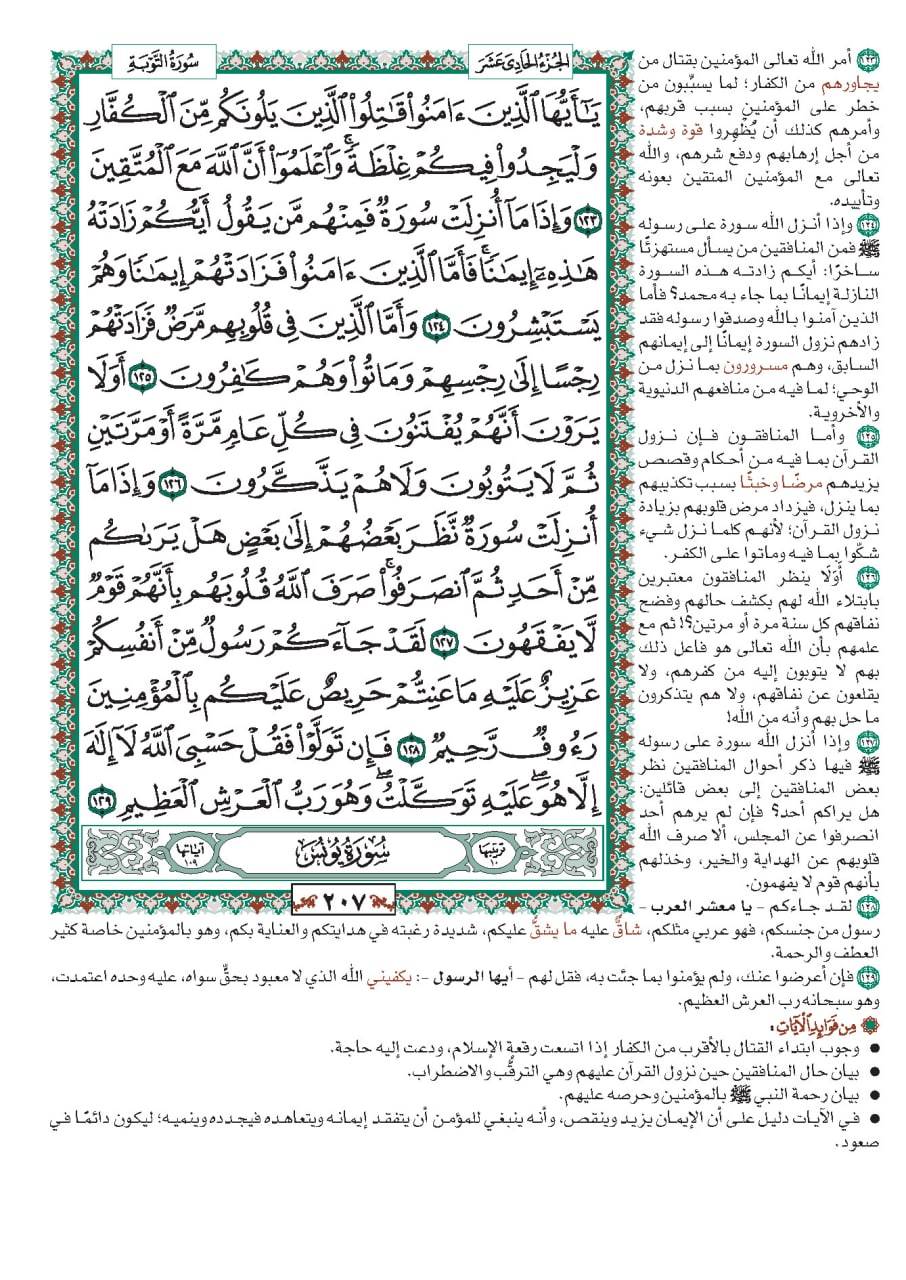 سُورَةُ التَّوْبَةِ
الجُزْءُ الحَادِي عَشَرَ
يَـٰٓأَيُّهَا ٱلَّذِينَ ءَامَنُوا۟ قَـٰتِلُوا۟ ٱلَّذِينَ يَلُونَكُم مِّنَ ٱلْكُفَّارِ
وَلْيَجِدُوا۟ فِيكُمْ غِلْظَةًۚ وَٱعْلَمُوٓا۟ أَنَّ ٱللَّهَ مَعَ ٱلْمُتَّقِينَ
١٢٣ وَإِذَا مَآ أُنزِلَتْ سُورَةٌ فَمِنْهُم مَّن يَقُولُ أَيُّكُمْ زَادَتْهُ
هَـٰذِهِۦٓ إِيمَـٰنًاۚ فَأَمَّا ٱلَّذِينَ ءَامَنُوا۟ فَزَادَتْهُمْ إِيمَـٰنًا وَهُمْ
يَسْتَبْشِرُونَ ١٢٤ وَأَمَّا ٱلَّذِينَ فِى قُلُوبِهِم مَّرَضٌ فَزَادَتْهُمْ
رِجْسًا إِلَىٰ رِجْسِهِمْ وَمَاتُوا۟ وَهُمْ كَـٰفِرُونَ ١٢٥ أَوَلَا
يَرَوْنَ أَنَّهُمْ يُفْتَنُونَ فِى كُلِّ عَامٍ مَّرَّةً أَوْ مَرَّتَيْنِ
ثُمَّ لَا يَتُوبُونَ وَلَا هُمْ يَذَّكَّرُونَ ١٢٦ وَإِذَا مَآ
أُنزِلَتْ سُورَةٌ نَّظَرَ بَعْضُهُمْ إِلَىٰ بَعْضٍ هَلْ يَرَىٰكُم
مِّنْ أَحَدٍ ثُمَّ ٱنصَرَفُوا۟ۚ صَرَفَ ٱللَّهُ قُلُوبَهُم بِأَنَّهُمْ قَوْمٌ
لَّا يَفْقَهُونَ ١٢٧ لَقَدْ جَآءَكُمْ رَسُولٌ مِّنْ أَنفُسِكُمْ
عَزِيزٌ عَلَيْهِ مَا عَنِتُّمْ حَرِيصٌ عَلَيْكُم بِٱلْمُؤْمِنِينَ
رَءُوفٌ رَّحِيمٌ ١٢٨ فَإِن تَوَلَّوْا۟ فَقُلْ حَسْبِىَ ٱللَّهُ لَآ إِلَـٰهَ
إِلَّا هُوَۖ عَلَيْهِ تَوَكَّلْتُۖ وَهُوَ رَبُّ ٱلْعَرْشِ ٱلْعَظِيمِ ١٢٩
ترتيبها ١٠
سُورَةُ يُونُسَ
آياتها ١٠٩
٢٠٧
١٢٣ أمر الله تعالى المؤمنين بقتال من
يجاورهم من الكفار؛ لما يسبِّبون من
خطر على المؤمنين بسبب قربهم،
وأمرهم كذلك أن يُظْهِروا قوة وشدة
من أجل إرهابهم ودفع شرهم، والله
تعالى مع المؤمنين المتقين بعونه
وتأييده.
١٢٤ وإذا أنزل الله سورة على رسوله
ﷺ فمن المنافقين من يسأل مستهزئًا
ساخرًا: أيكم زادته هذه السورة
النازلة إيمانًا بما جاء به محمد؟ فأما
الذين آمنوا بالله وصدقوا رسوله فقد
زادهم نزول السورة إيمانًا إلى إيمانهم
السابق، وهم مسرورون بما نزل من
الوحي؛ لما فيه من منافعهم الدنيوية
والأخروية.
١٢٥ وأما المنافقون فإن نزول
القرآن بما فيه من أحكام وقصص
يزيدهم مرضًا وخبثًا بسبب تكذيبهم
بما ينزل، فيزداد مرض قلوبهم بزيادة
نزول القرآن؛ لأنهم كلما نزل شيء
شكّوا بما فيه وماتوا على الكفر.
١٢٦ أَوَلَا ينظر المنافقون معتبرين
بابتلاء الله لهم بكشف حالهم وفضح
نفاقهم كل سنة مرة أو مرتين؟! ثم مع
علمهم بأن الله تعالى هو فاعل ذلك
بهم لا يتوبون إليه من كفرهم، ولا
يقلعون عن نفاقهم، ولا هم يتذكرون
ما حل بهم وأنه من الله!
١٢٧ وإذا أنزل الله سورة على رسوله
ﷺ فيها ذكر أحوال المنافقين نظر
بعض المنافقين إلى بعض قائلين:
هل يراكم أحد؟ فإن لم يرهم أحد
انصرفوا عن المجلس، ألا صرف الله
قلوبهم عن الهداية والخير، وخذلهم
بأنهم قوم لا يفهمون.
١٢٨ لقد جاءكم - يا معشر العرب -
رسول من جنسكم، فهو عربي مثلكم، شاقٌّ عليه ما يشقُّ عليكم، شديدة رغبته في هدايتكم والعناية بكم، وهو بالمؤمنين خاصة كثير
العطف والرحمة.
١٢٩ فإن أعرضوا عنك، ولم يؤمنوا بما جئت به، فقل لهم - أيها الرسول -: يكفيني الله الذي لا معبود بحقٍّ سواه، عليه وحده اعتمدت،
وهو سبحانه رب العرش العظيم.
مِن فَوَائِدِ الآيَاتِ:
● وجوب ابتداء القتال بالأقرب من الكفار إذا اتسعت رقعة الإسلام، ودعت إليه حاجة.
● بيان حال المنافقين حين نزول القرآن عليهم وهي الترقُّب والاضطراب.
● بيان رحمة النبي ﷺ بالمؤمنين وحرصه عليهم.
● في الآيات دليل على أن الإيمان يزيد وينقص، وأنه ينبغي للمؤمن أن يتفقد إيمانه ويتعاهده فيجدده وينميه؛ ليكون دائمًا في
صعود.